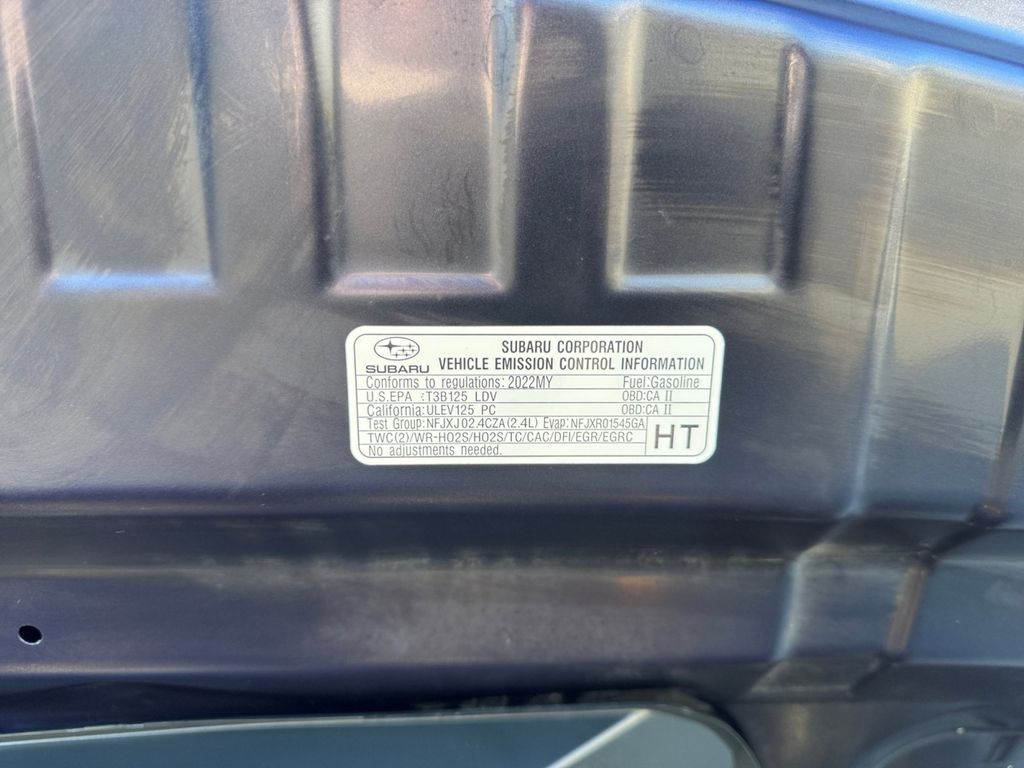 SUBARU CORPORATION
SUBARU VEHICLE EMISSION CONTROL INFORMATION
Conforms to regulations: 2022MY Fuel:Gasoline
U.S.EPA :T3B125 LDV OBD:CA II
California:ULEV125 PC OBD:CA II
Test Group:NFJXJ02.4CZA(2.4L) Evap:NFJXR01545GA
TWC(2)/WR-HO2S/HO2S/TC/CAC/DFI/EGR/EGRC
No adjustments needed.
HT